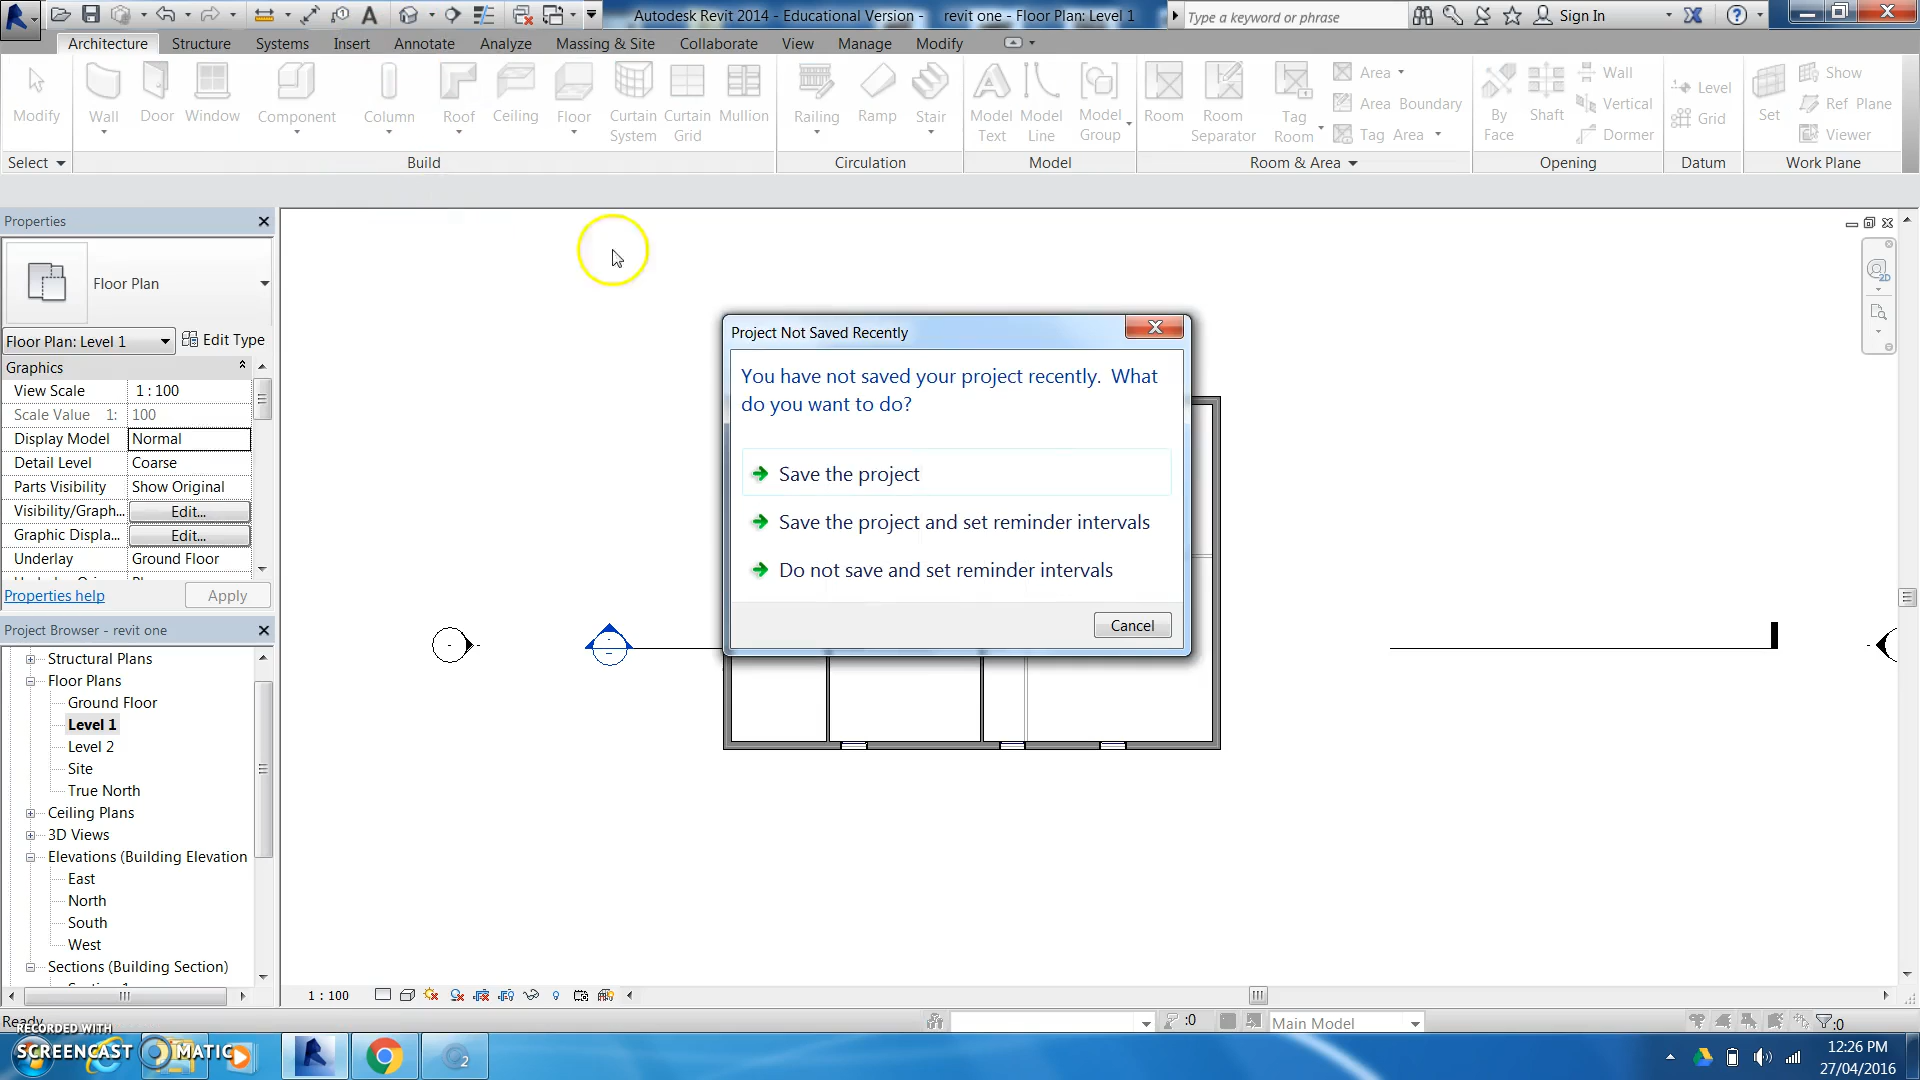 Autodesk Revit 2014 - Educational Version - revit one - Floor Plan: Level 1
Type a keyword or phrase
Sign In
Architecture Structure Systems Insert Annotate Analyze Massing & Site Collaborate View Manage Modify
Modify Wall Door Window Component Column Roof Ceiling Floor Curtain System Curtain Grid Mullion Railing Ramp Stair Model Text Model Line Model Group Room Room Separator Tag Room
Area
Area Boundary
Tag Area
By Face Shaft
Wall
Vertical
Dormer
Level
Grid
Set
Show
Ref Plane
Viewer
Select Build Circulation Model Room & Area Opening Datum Work Plane
Properties
Floor Plan
Floor Plan: Level 1 Edit Type
Graphics
View Scale 1 : 100
Scale Value 1: 100
Display Model Normal
Detail Level Coarse
Parts Visibility Show Original
Visibility/Graph... Edit...
Graphic Displa... Edit...
Underlay Ground Floor
Properties help Apply
Project Browser - revit one
Structural Plans
Floor Plans
Ground Floor
Level 1
Level 2
Site
True North
Ceiling Plans
3D Views
Elevations (Building Elevation
East
North
South
West
Sections (Building Section)
Project Not Saved Recently
You have not saved your project recently. What
do you want to do?
Save the project
Save the project and set reminder intervals
Do not save and set reminder intervals
Cancel
2D
1 : 100
Ready
:0
Main Model
:0
RECORDED WITH
SCREENCAST MATIC
12:26 PM
27/04/2016